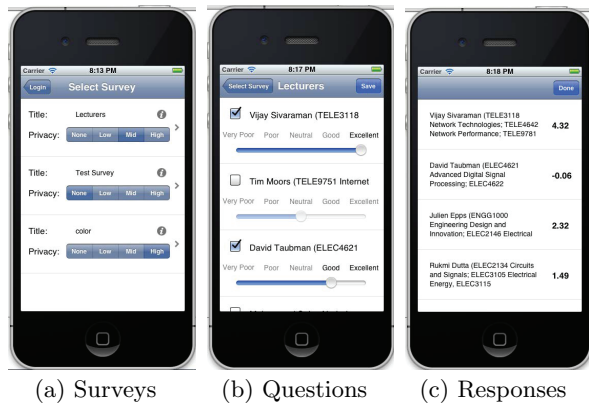 Carrier 8:13 PM
Login Select Survey
Title: Lecturers
Privacy: None Low Mid High
Title: Test Survey
Privacy: None Low Mid High
Title: color
Privacy: None Low Mid High
(a) Surveys
Carrier 8:17 PM
Select Survey Lecturers Save
Vijay Sivaraman (TELE3118
Very Poor Poor Neutral Good Excellent
Tim Moors (TELE9751 Internet
Very Poor Poor Neutral Good Excellent
David Taubman (ELEC4621
Very Poor Poor Neutral Good Excellent
(b) Questions
Carrier 8:18 PM
Done
Vijay Sivaraman (TELE3118
Network Technologies; TELE4642 4.32
Network Performance; TELE9781
David Taubman (ELEC4621
Advanced Digital Signal -0.06
Processing; ELEC4622
Julien Epps (ENGG1000
Engineering Design and 2.32
Innovation; ELEC2146 Electrical
Rukmi Dutta (ELEC2134 Circuits
and Signals; ELEC3105 Electrical 1.49
Energy, ELEC3115
(c) Responses